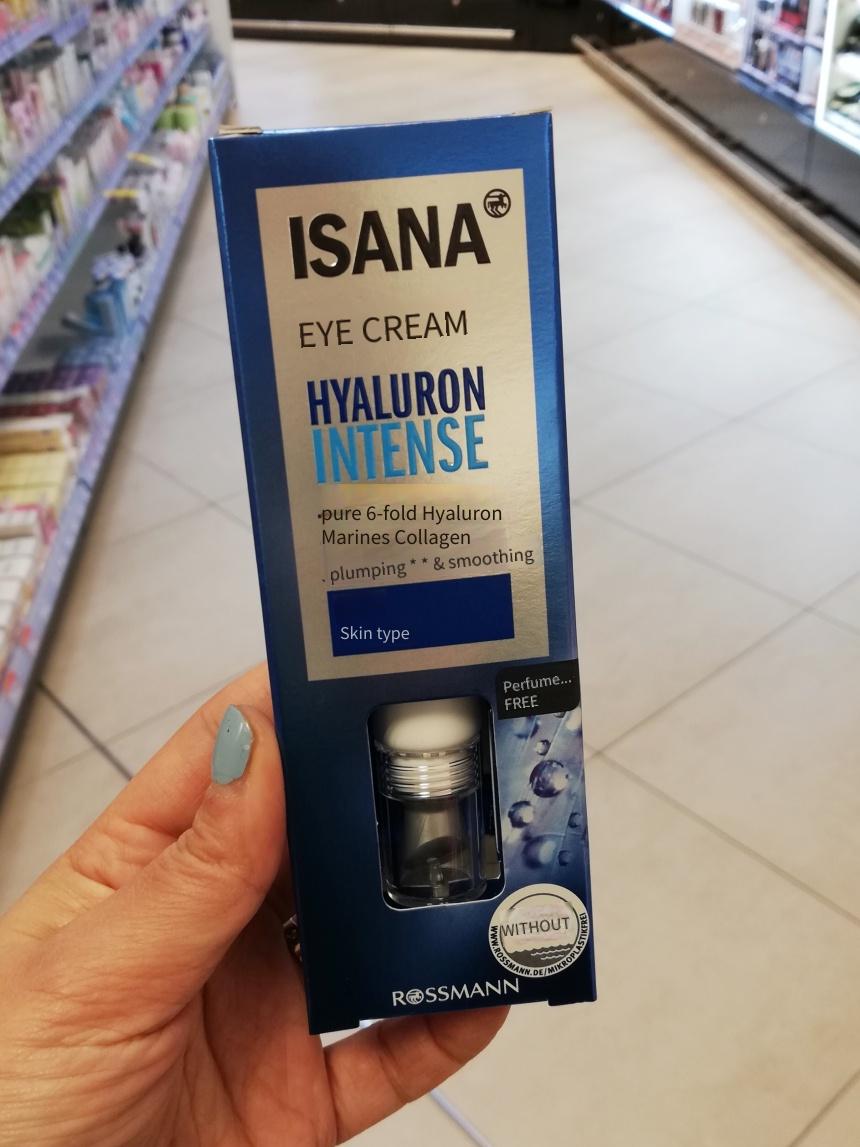 ISANA
EYE CREAM
HYALURON
INTENSE
pure 6-fold Hyaluron
Marines Collagen
. plumping * * & smoothing
Skin type
Perfume...
FREE
WITHOUT
WWW.ROSSMANN.DE/MIKROPLASTIKFREI
ROSSMANN